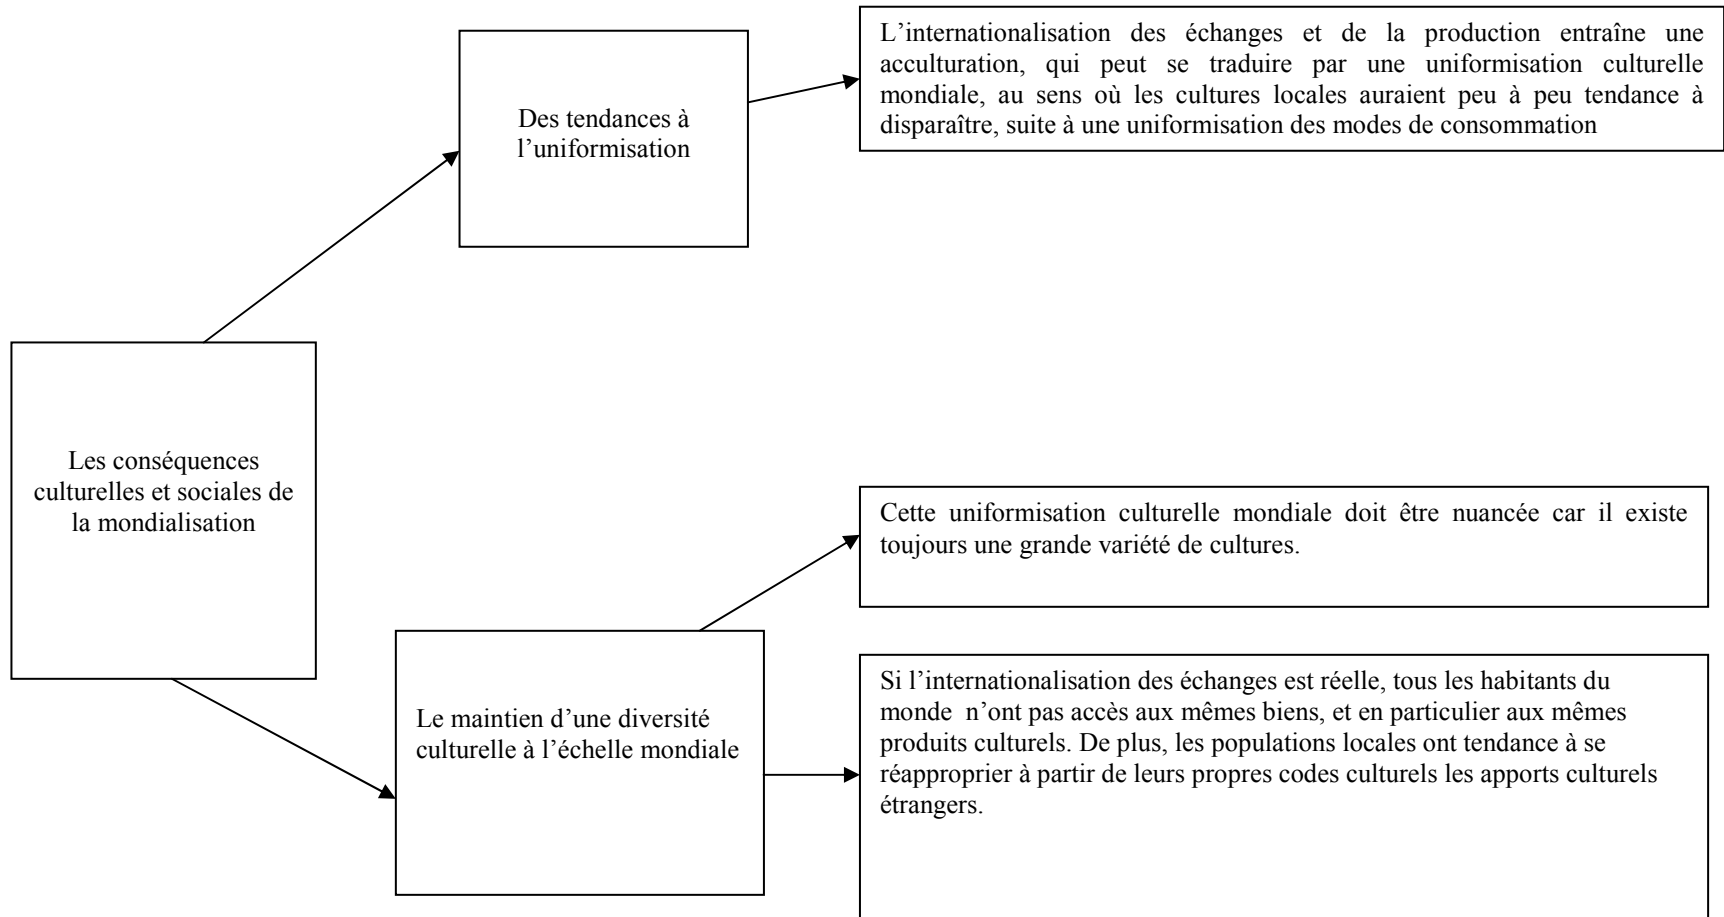 L’internationalisation des échanges et de la production entraîne une
acculturation, qui peut se traduire par une uniformisation culturelle
mondiale, au sens où les cultures locale auraient peu à peu tendance à
disparaître, suite à une uniformisation des modes de consommation
Des tendances à
l’uniformisation
Les conséquences
culturelles et sociales de
la mondialisation
Cette uniformisation culturelle mondiale doit être nuancée car il existe
toujours une grande variété de cultures.
Le maintien d’une diversité
culturelle à l’échelle mondiale
Si l’internationalisation des échanges est réelle, tous les habitants du
monde n’ont pas accès aux mêmes biens, et en particulier aux mêmes
produits culturels. De plus, les populations locales ont tendance à se
réapproprier à partir de leurs propres codes culturels les apports culturels
étrangers.